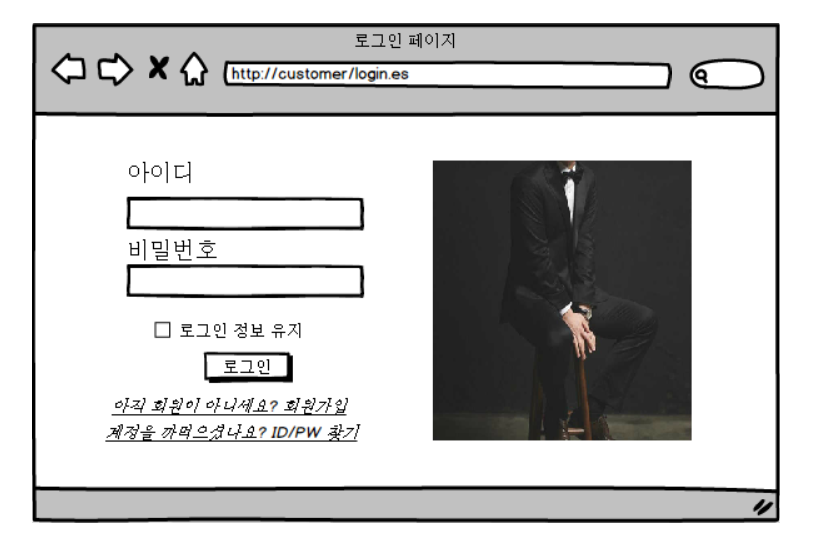 로그인 페이지
http://customer/login.es
아이디
비밀번호
로그인 정보 유지
로그인
아직 회원이 아니세요? 회원가입
계정을 까먹으셨나요? ID/PW 찾기